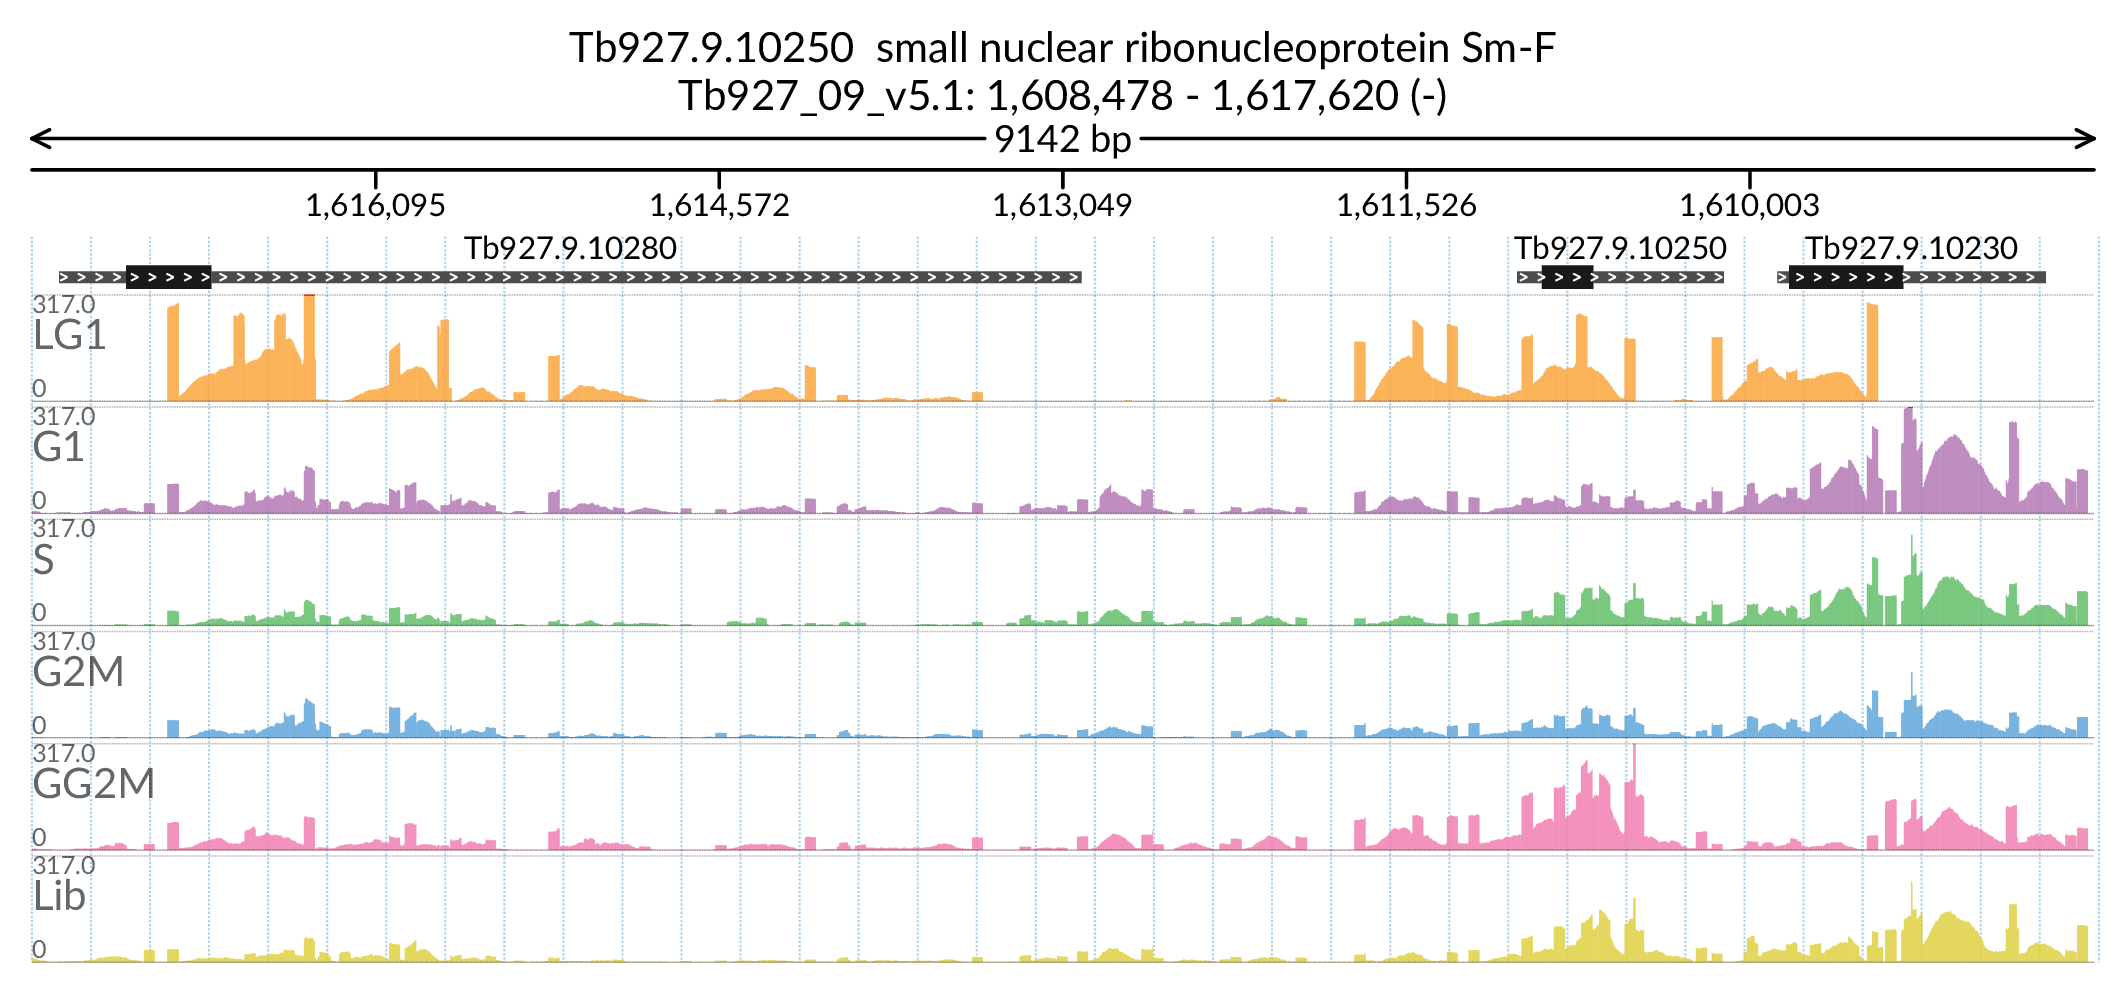 Tb927.9.10250  small nuclear ribonucleoprotein Sm-F
Tb927_09_v5.1: 1,608,478 - 1,617,620 (-)
9142 bp
1,616,095 1,614,572 1,613,049 1,611,526 1,610,003
Tb927.9.10280 Tb927.9.10250 Tb927.9.10230
317.0
LG1
0
317.0
G1
0
317.0
S
0
317.0
G2M
0
317.0
GG2M
0
317.0
Lib
0